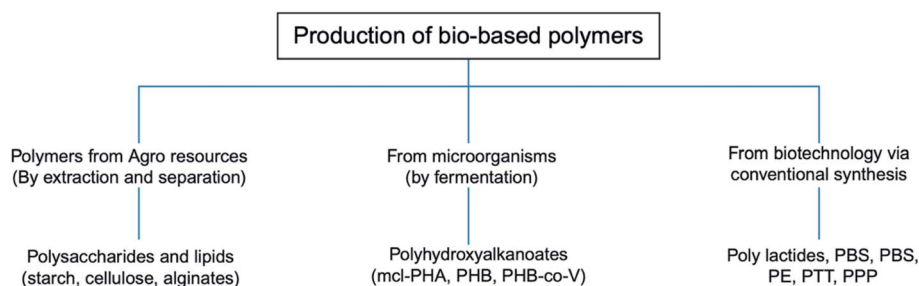 Production of bio-based polymers
Polymers from Agro resources
(By extraction and separation)
From microorganisms
(by fermentation)
From biotechnology via
conventional synthesis
Polysaccharides and lipids
(starch, cellulose, alginates)
Polyhydroxyalkanoates
(mcl-PHA, PHB, PHB-co-V)
Poly lactides, PBS, PBS,
PE, PTT, PPP